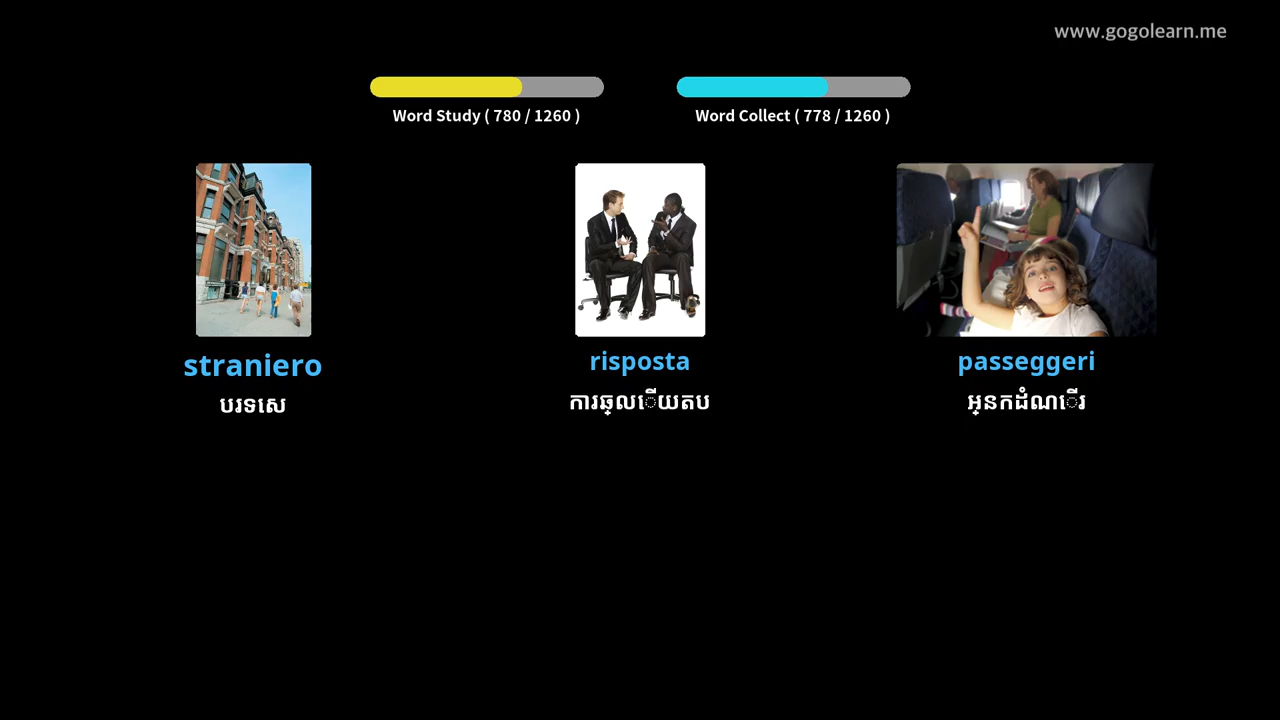 www.gogolearn.me
Word Study ( 780 / 1260 )
Word Collect ( 778 / 1260 )
straniero
បរទេស
risposta
ការឆ្លើយតប
passeggeri
អ្នកដំណើរ